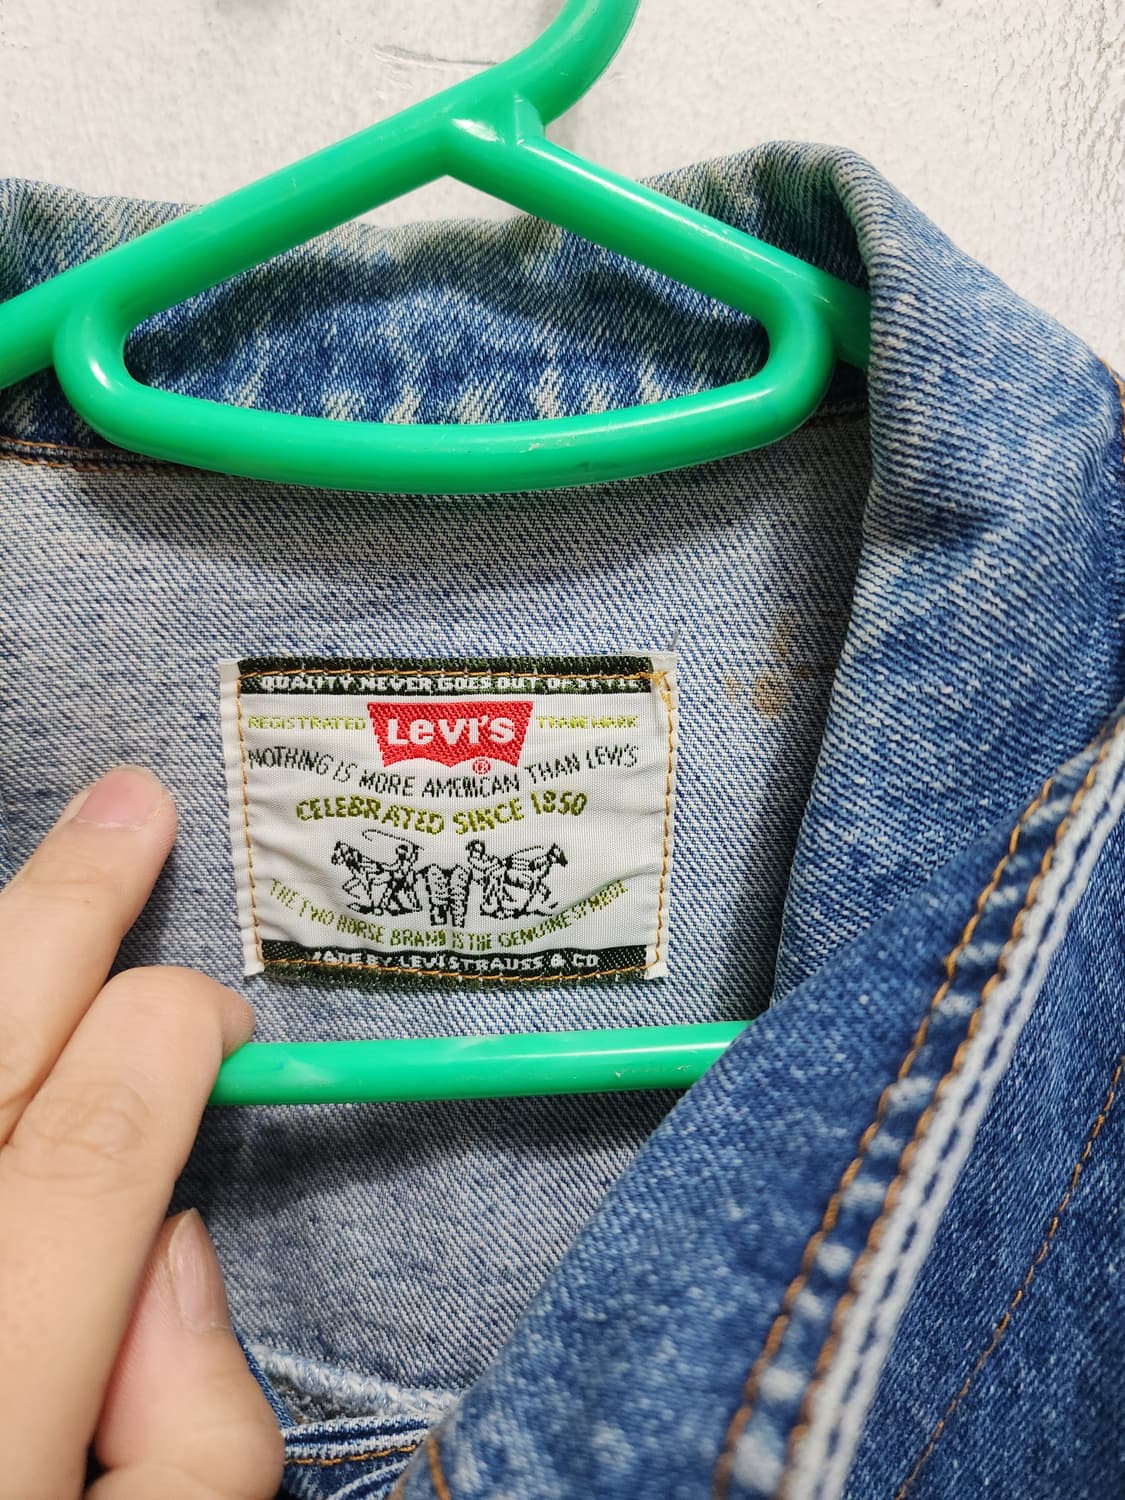 QUALITY NEVER GOES OUT OF STYLE
REGISTRATED Levi's ® TRADE MARK
NOTHING IS MORE AMERICAN THAN LEVI'S
CELEBRATED SINCE 1850
THE TWO HORSE BRAND IS THE GENUINE SYMBOL
MADE BY LEVI STRAUSS & CO